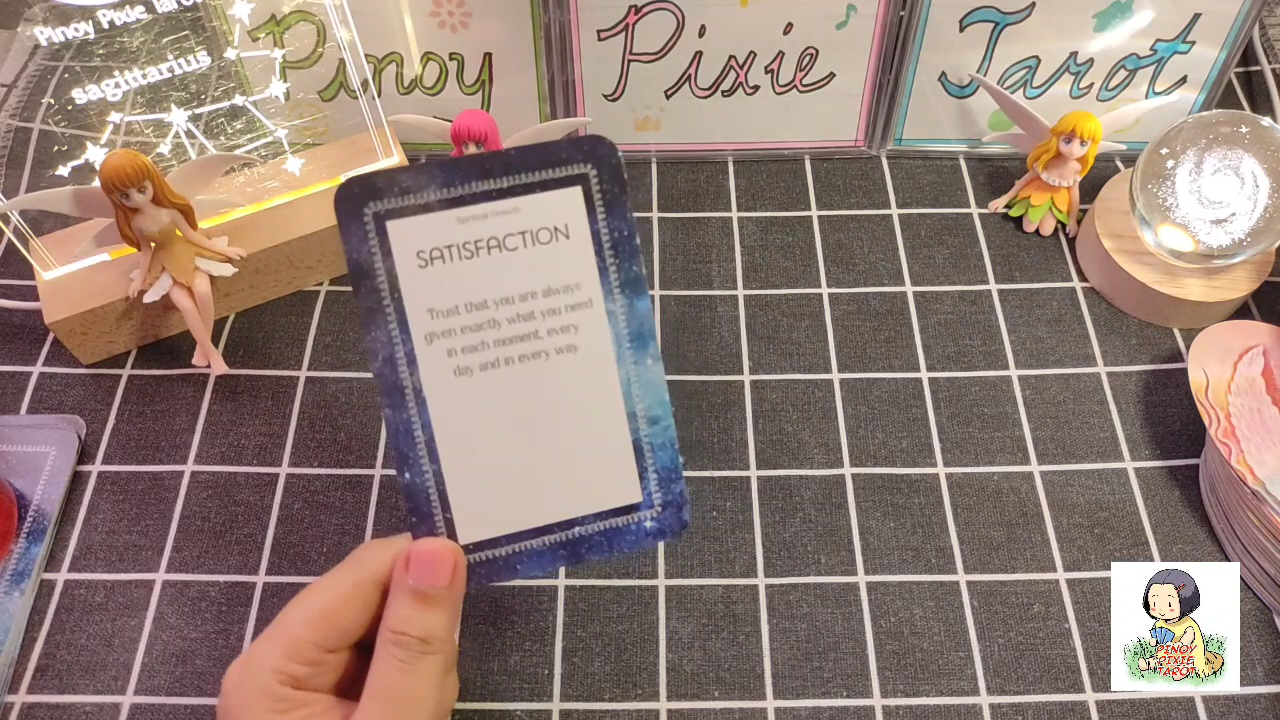 Pinoy Pixie Tarot
sagittarius
Pinoy
Pixie
Tarot
Spiritual Growth
SATISFACTION
Trust that you are always
given exactly what you need
in each moment, every
day and in every way
PINOY
PIXIE
TAROT